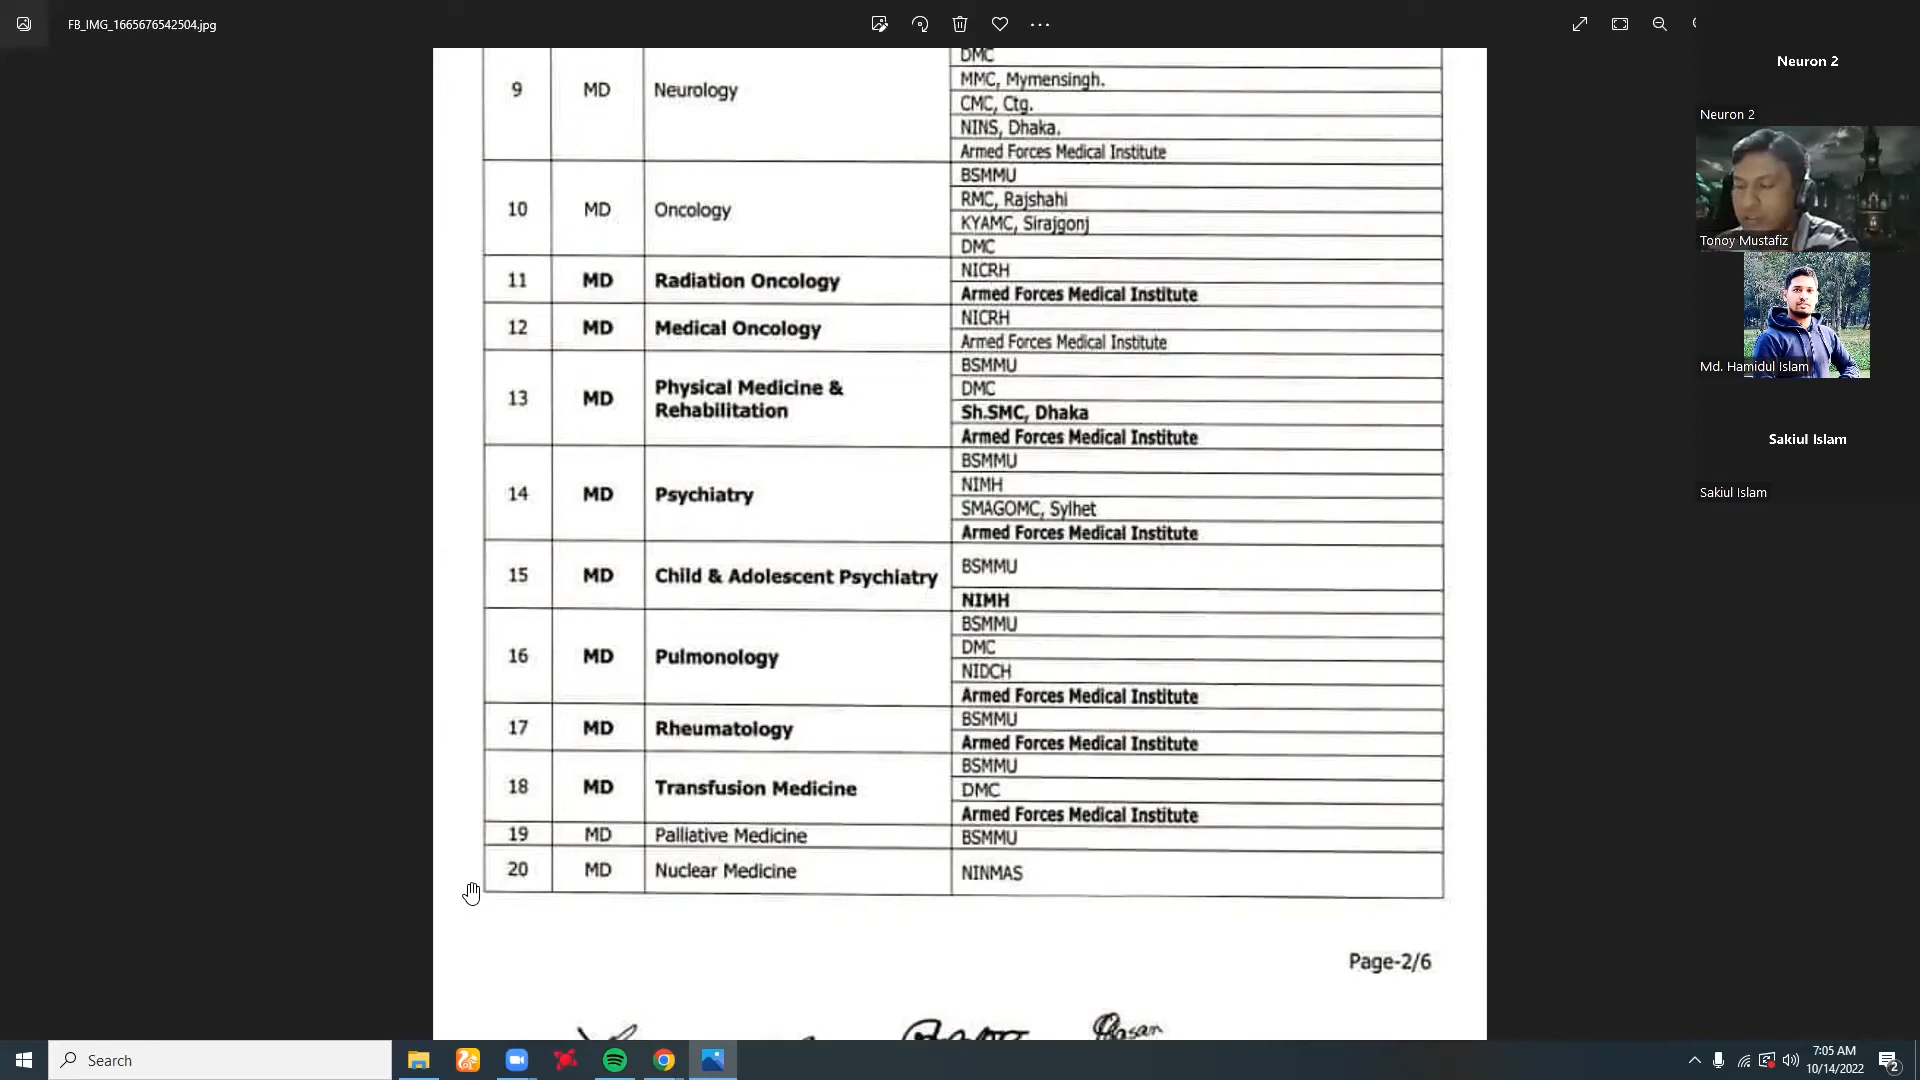 FB_IMG_1665676542504.jpg
DMC
9 MD Neurology MMC, Mymensingh.
CMC, Ctg.
NINS, Dhaka.
Armed Forces Medical Institute
10 MD Oncology BSMMU
RMC, Rajshahi
KYAMC, Sirajgonj
DMC
11 MD Radiation Oncology NICRH
Armed Forces Medical Institute
12 MD Medical Oncology NICRH
Armed Forces Medical Institute
13 MD Physical Medicine & Rehabilitation BSMMU
DMC
Sh.SMC, Dhaka
Armed Forces Medical Institute
14 MD Psychiatry BSMMU
NIMH
SMAGOMC, Sylhet
Armed Forces Medical Institute
15 MD Child & Adolescent Psychiatry BSMMU
NIMH
16 MD Pulmonology BSMMU
DMC
NIDCH
Armed Forces Medical Institute
17 MD Rheumatology BSMMU
Armed Forces Medical Institute
18 MD Transfusion Medicine BSMMU
DMC
Armed Forces Medical Institute
19 MD Palliative Medicine BSMMU
20 MD Nuclear Medicine NINMAS
Page-2/6
Neuron 2
Neuron 2
Tonoy Mustafiz
Md. Hamidul Islam
Sakiul Islam
Sakiul Islam
Search
7:05 AM
10/14/2022
2